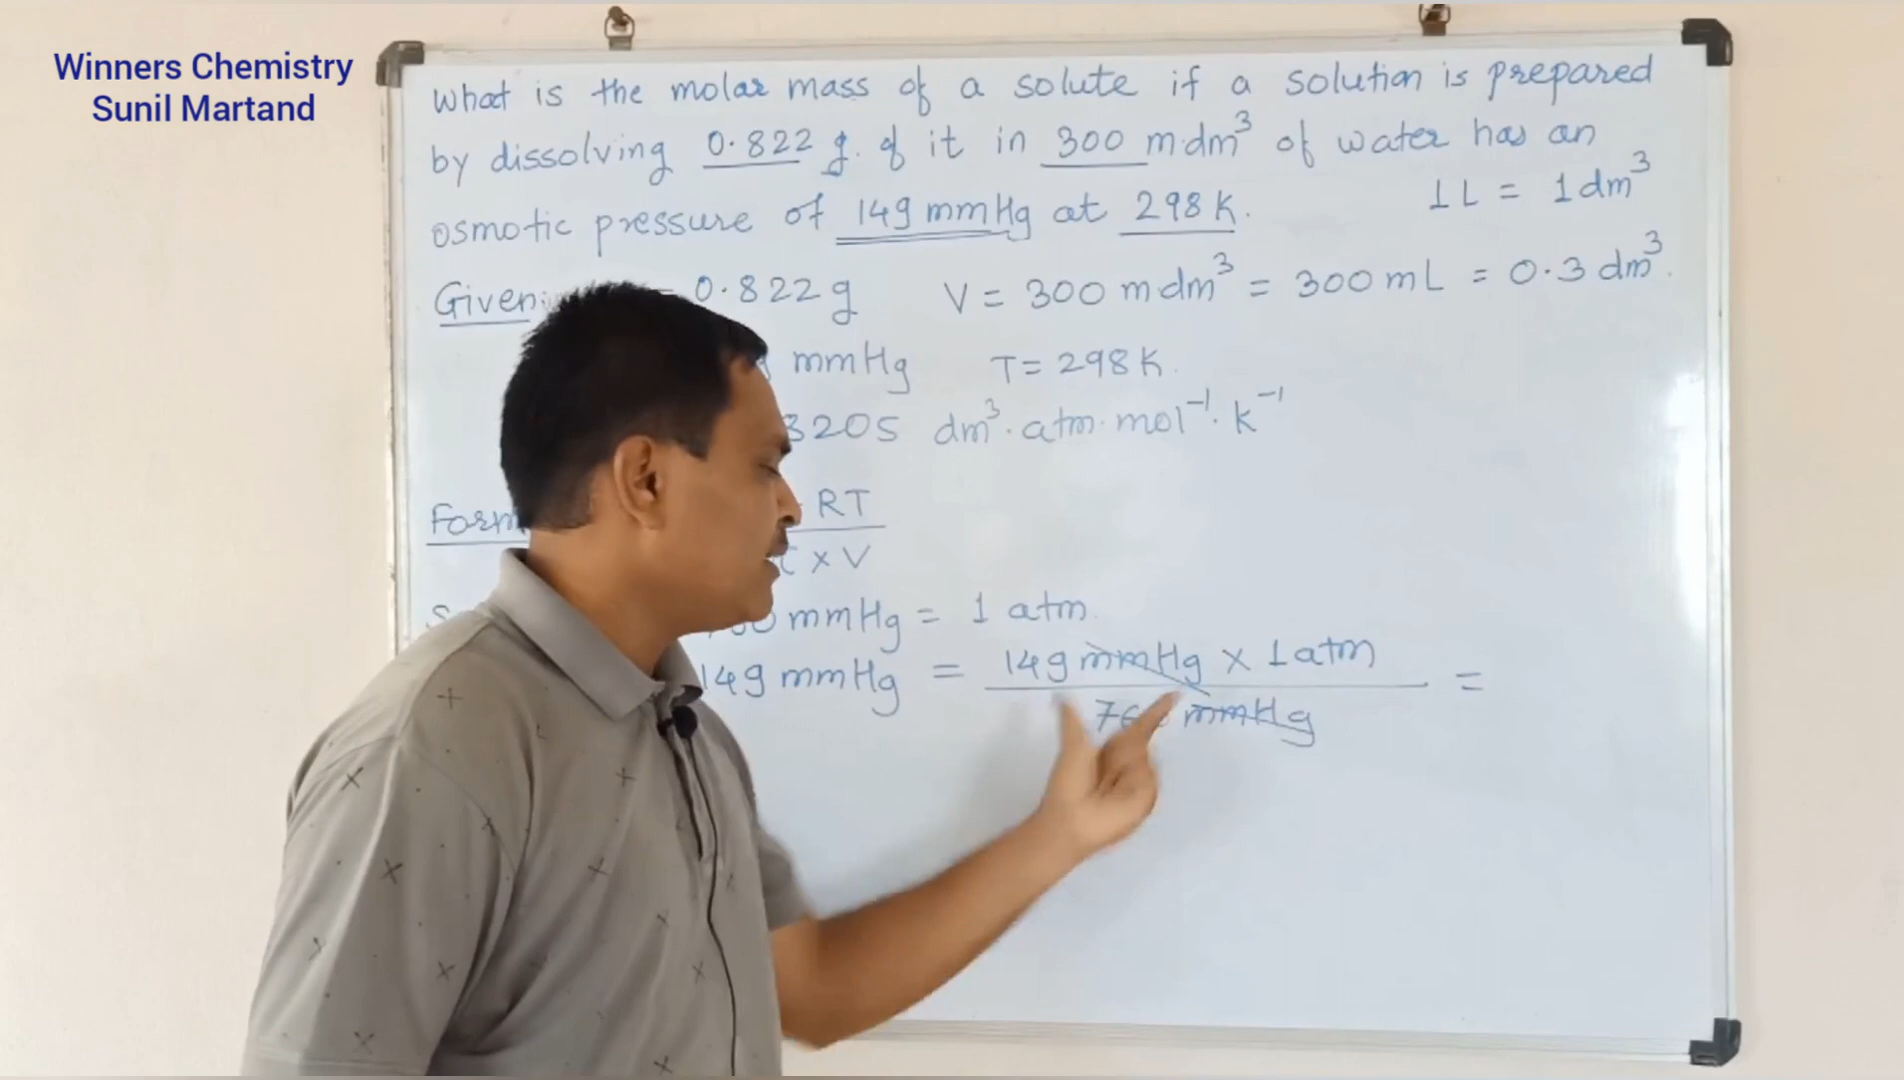 Winners Chemistry
Sunil Martand
What is the molar mass of a solute if a solution is prepared
by dissolving 0.822 g. of it in 300 m.dm³ of water has an
osmotic pressure of 149 mmHg at 298 K. 1 L = 1 dm³
Given: = 0.822 g V = 300 mdm³ = 300 mL = 0.3 dm³.
mmHg T = 298 K.
3205 dm³.atm.mol⁻¹.k⁻¹
Form RT
x V
mmHg = 1 atm.
149 mmHg = 149 mmHg x 1 atm =
760 mmHg